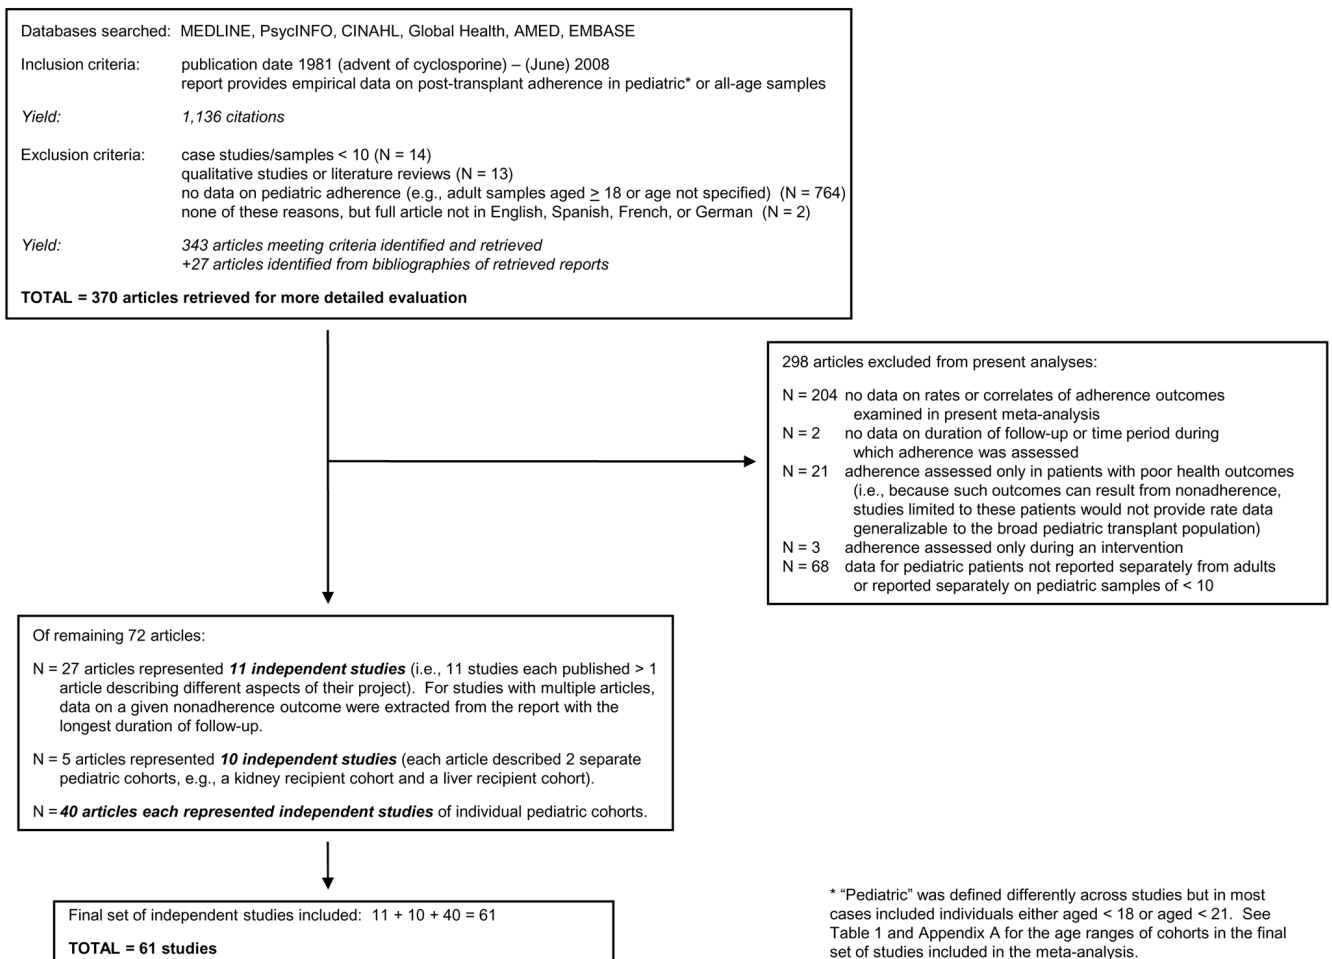 Databases searched: MEDLINE, PsycINFO, CINAHL, Global Health, AMED, EMBASE
Inclusion criteria: publication date 1981 (advent of cyclosporine) – (June) 2008
report provides empirical data on post-transplant adherence in pediatric* or all-age samples
Yield: 1,136 citations
Exclusion criteria: case studies/samples < 10 (N = 14)
qualitative studies or literature reviews (N = 13)
no data on pediatric adherence (e.g., adult samples aged ≥ 18 or age not specified) (N = 764)
none of these reasons, but full article not in English, Spanish, French, or German (N = 2)
Yield: 343 articles meeting criteria identified and retrieved
+27 articles identified from bibliographies of retrieved reports
TOTAL = 370 articles retrieved for more detailed evaluation
298 articles excluded from present analyses:
N = 204 no data on rates or correlates of adherence outcomes
examined in present meta-analysis
N = 2 no data on duration of follow-up or time period during
which adherence was assessed
N = 21 adherence assessed only in patients with poor health outcomes
(i.e., because such outcomes can result from nonadherence,
studies limited to these patients would not provide rate data
generalizable to the broad pediatric transplant population)
N = 3 adherence assessed only during an intervention
N = 68 data for pediatric patients not reported separately from adults
or reported separately on pediatric samples of < 10
Of remaining 72 articles:
N = 27 articles represented 11 independent studies (i.e., 11 studies each published > 1
article describing different aspects of their project). For studies with multiple articles,
data on a given nonadherence outcome were extracted from the report with the
longest duration of follow-up.
N = 5 articles represented 10 independent studies (each article described 2 separate
pediatric cohorts, e.g., a kidney recipient cohort and a liver recipient cohort).
N = 40 articles each represented independent studies of individual pediatric cohorts.
Final set of independent studies included: 11 + 10 + 40 = 61
TOTAL = 61 studies
* “Pediatric” was defined differently across studies but in most
cases included individuals either aged < 18 or aged < 21. See
Table 1 and Appendix A for the age ranges of cohorts in the final
set of studies included in the meta-analysis.